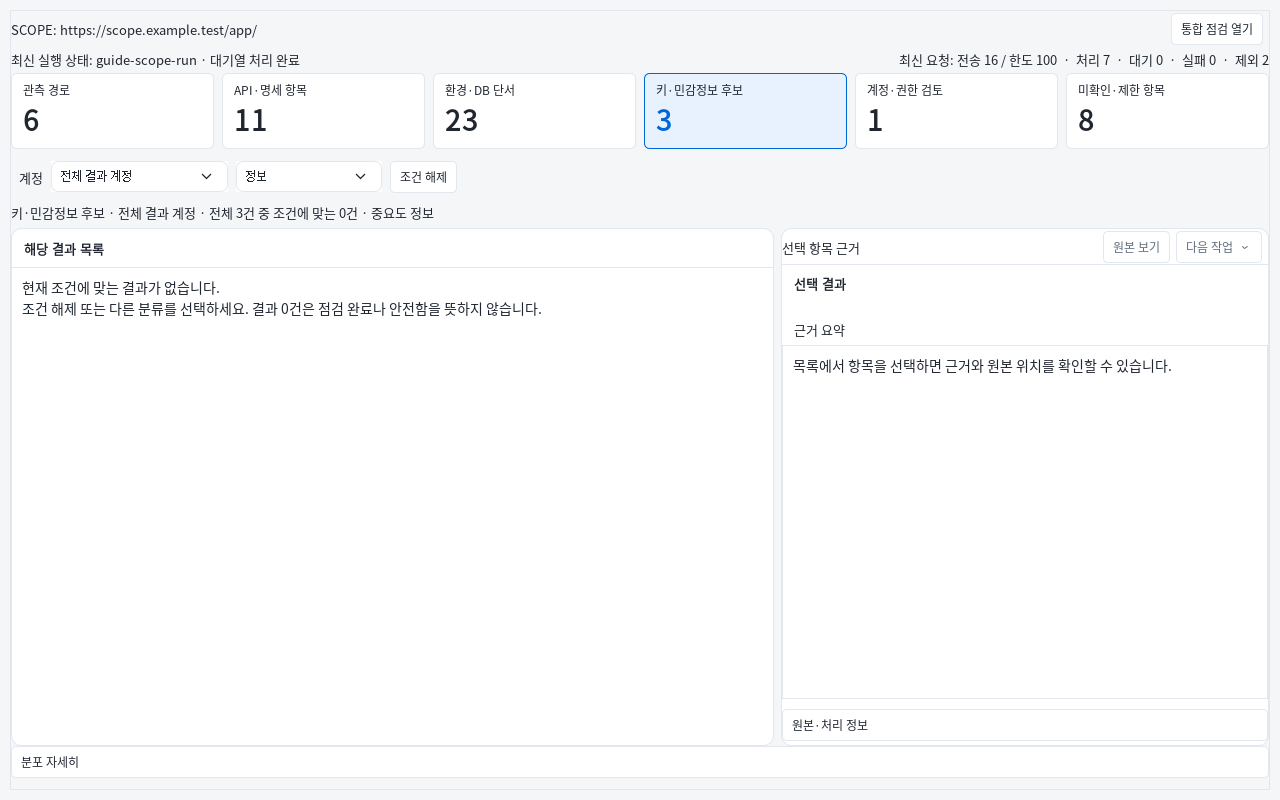 SCOPE: https://scope.example.test/app/
통합 점검 열기
최신 실행 상태: guide-scope-run · 대기열 처리 완료
최신 요청: 전송 16 / 한도 100 · 처리 7 · 대기 0 · 실패 0 · 제외 2
관측 경로
6
API·명세 항목
11
환경·DB 단서
23
키·민감정보 후보
3
계정·권한 검토
1
미확인·제한 항목
8
계정
전체 결과 계정
정보
조건 해제
키·민감정보 후보 · 전체 결과 계정 · 전체 3건 중 조건에 맞는 0건 · 중요도 정보
해당 결과 목록
현재 조건에 맞는 결과가 없습니다.
조건 해제 또는 다른 분류를 선택하세요. 결과 0건은 점검 완료나 안전함을 뜻하지 않습니다.
선택 항목 근거
원본 보기
다음 작업
선택 결과
근거 요약
목록에서 항목을 선택하면 근거와 원본 위치를 확인할 수 있습니다.
원본·처리 정보
분포 자세히